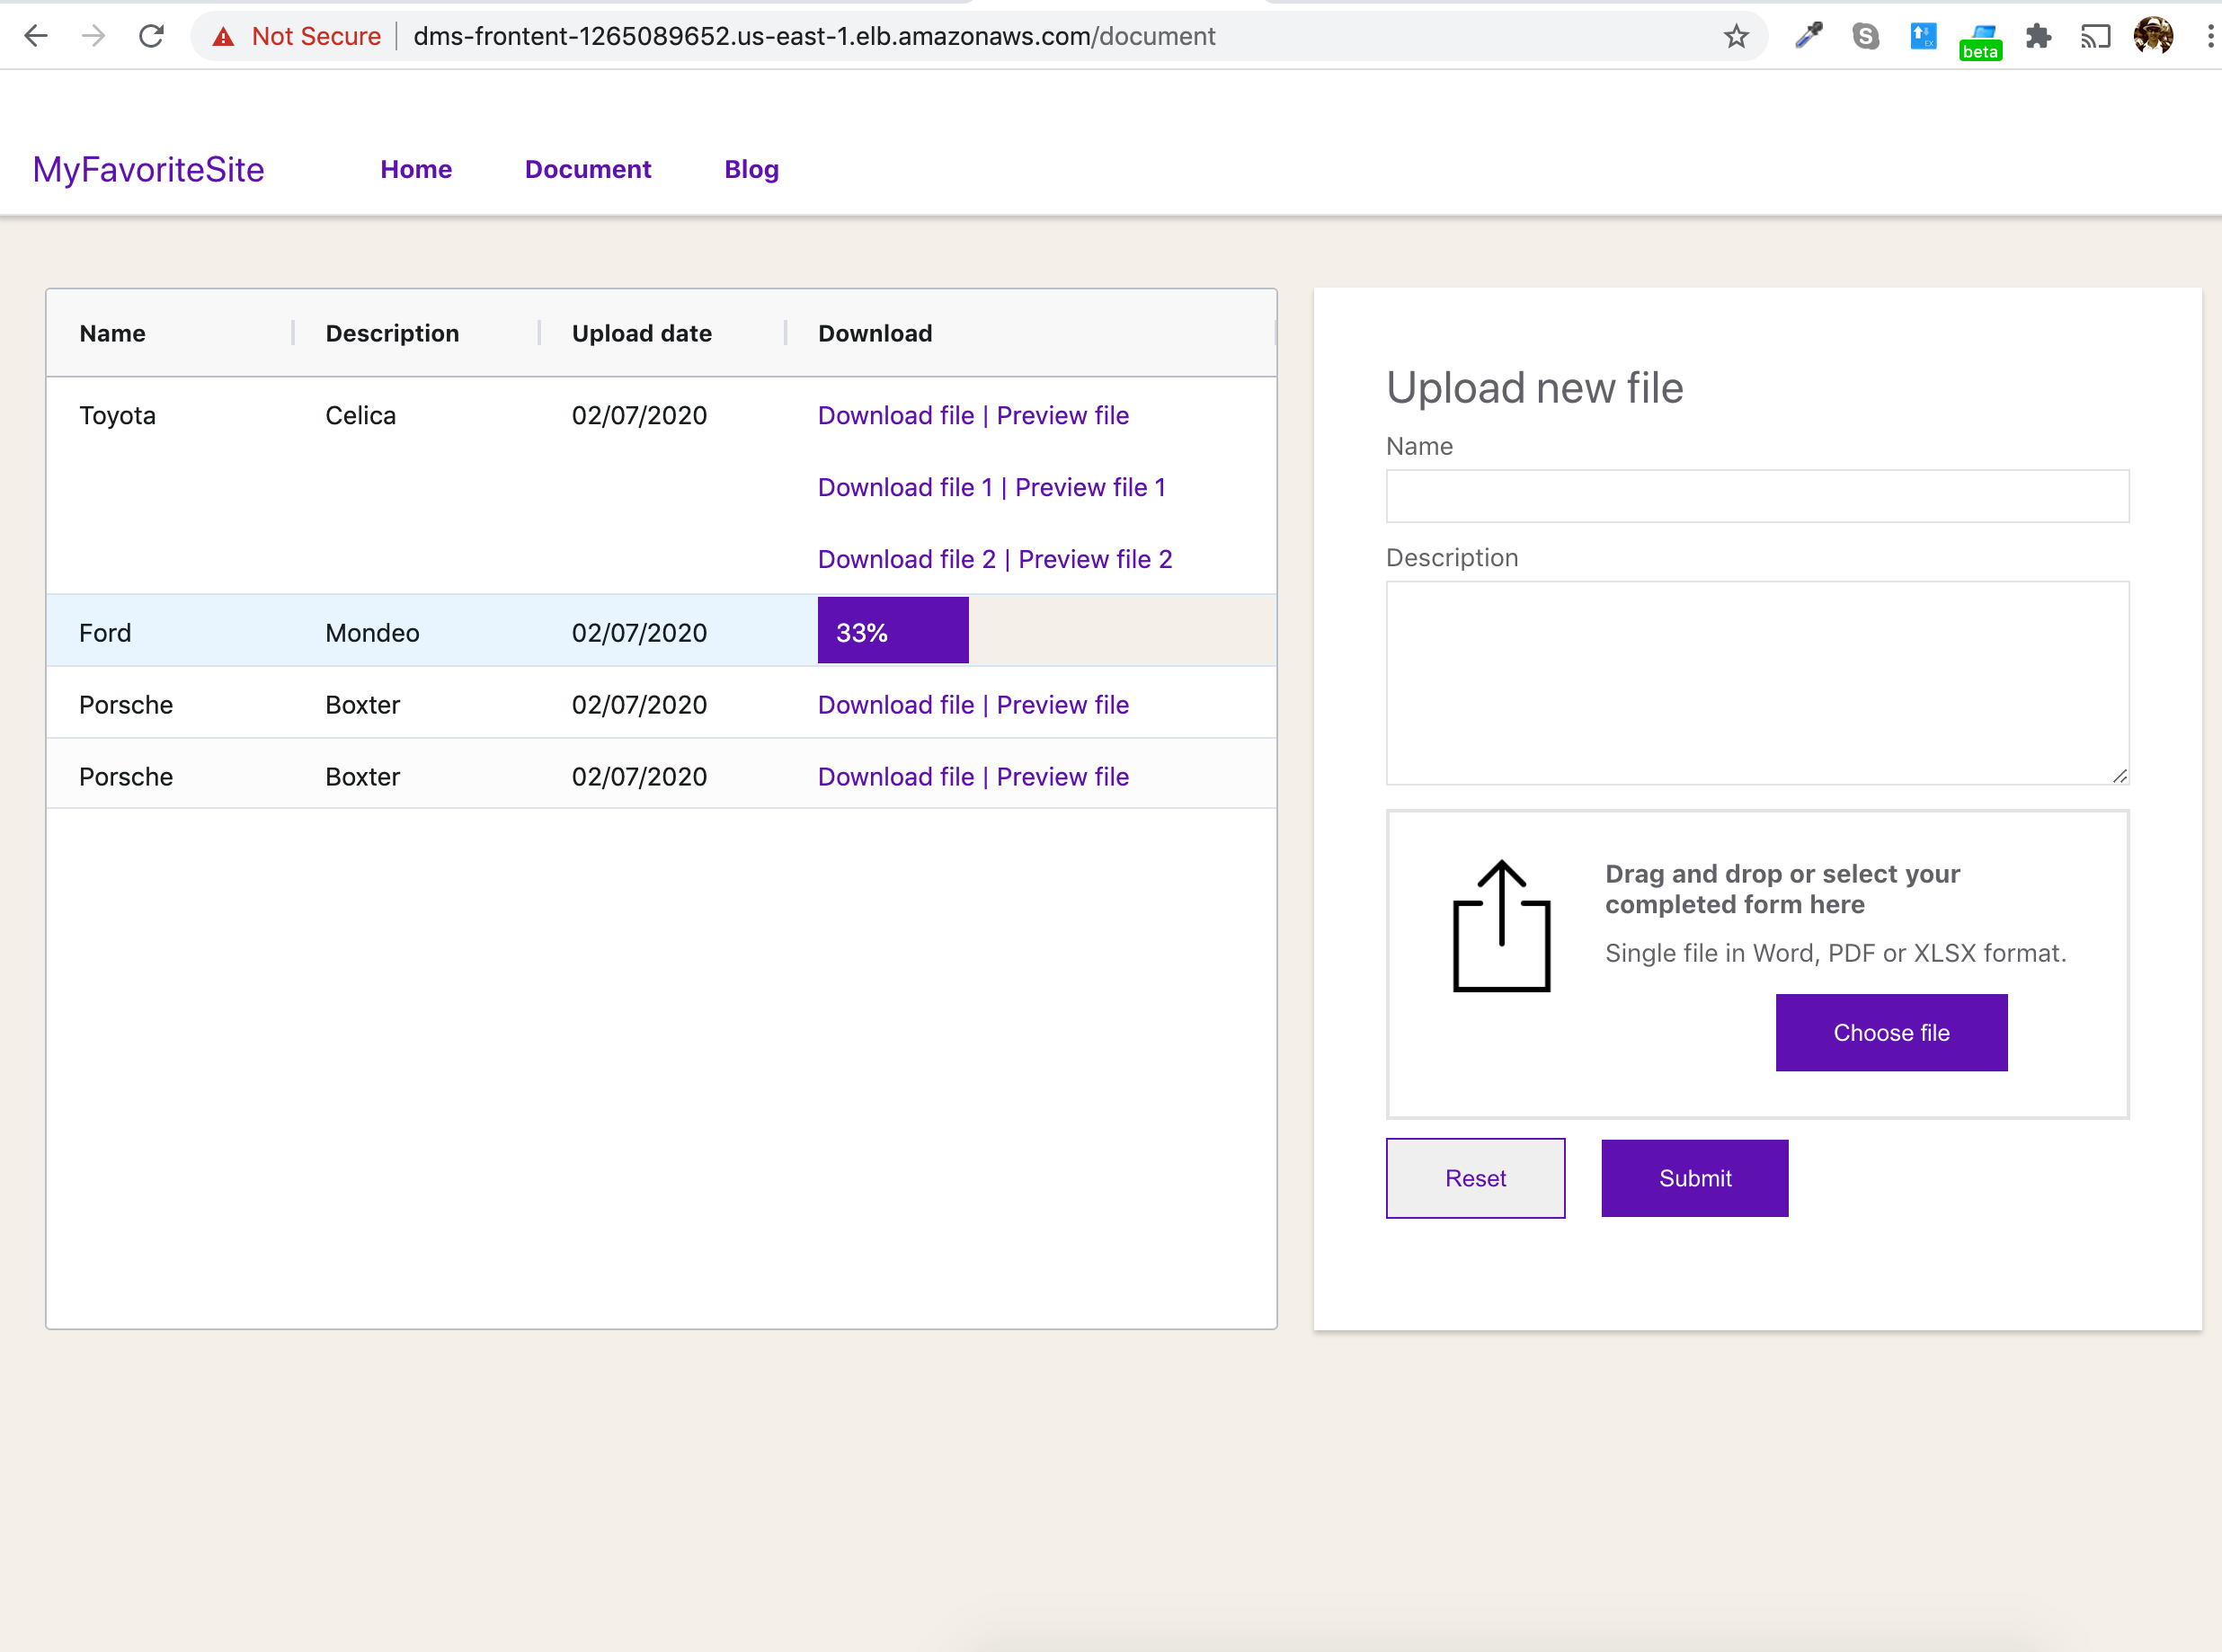 Not Secure | dms-frontent-1265089652.us-east-1.elb.amazonaws.com/document
beta
MyFavoriteSite Home Document Blog
Name Description Upload date Download
Toyota Celica 02/07/2020 Download file | Preview file
Download file 1 | Preview file 1
Download file 2 | Preview file 2
Ford Mondeo 02/07/2020 33%
Porsche Boxter 02/07/2020 Download file | Preview file
Porsche Boxter 02/07/2020 Download file | Preview file
Upload new file
Name
Description
Drag and drop or select your
completed form here
Single file in Word, PDF or XLSX format.
Choose file
Reset Submit